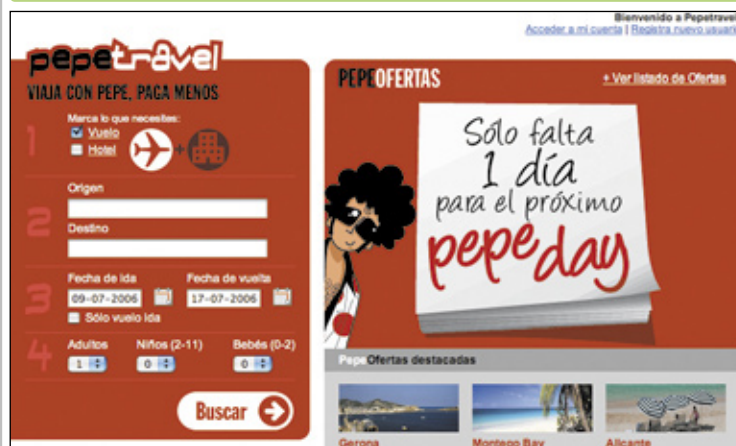 Bienvenido a Pepetravel
Acceder a mi cuenta | Registra nuevo usuario
pepetravel
VIAJA CON PEPE, PAGA MENOS
1
Marca lo que necesites:
Vuelo
Hotel
+
2
Origen
Destino
3
Fecha de ida Fecha de vuelta
09-07-2006 17-07-2006
Sólo vuelo ida
4
Adultos Niños (2-11) Bebés (0-2)
1 0 0
Buscar
PEPEOFERTAS
+ Ver listado de Ofertas
Sólo falta
1 día
para el próximo
pepeday
PepeOfertas destacadas
Gerona Montego Bay Alicante